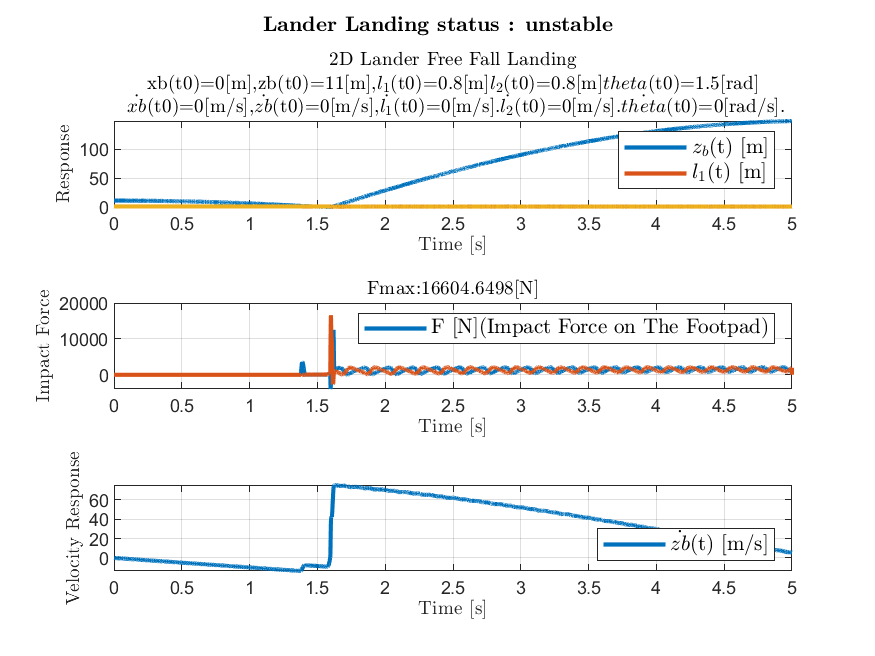 Lander Landing status : unstable
2D Lander Free Fall Landing
xb(t0)=0[m],zb(t0)=11[m],l₁(t0)=0.8[m]l₂(t0)=0.8[m]theta(t0)=1.5[rad]
ẋb(t0)=0[m/s],żb(t0)=0[m/s],l̇₁(t0)=0[m/s].l̇₂(t0)=0[m/s].thėta(t0)=0[rad/s].
Response
100
50
0
z_b(t) [m]
l₁(t) [m]
0 0.5 1 1.5 2 2.5 3 3.5 4 4.5 5
Time [s]
Fmax:16604.6498[N]
Impact Force
20000
10000
0
F [N](Impact Force on The Footpad)
0 0.5 1 1.5 2 2.5 3 3.5 4 4.5 5
Time [s]
Velocity Response
60
40
20
0
żb(t) [m/s]
0 0.5 1 1.5 2 2.5 3 3.5 4 4.5 5
Time [s]